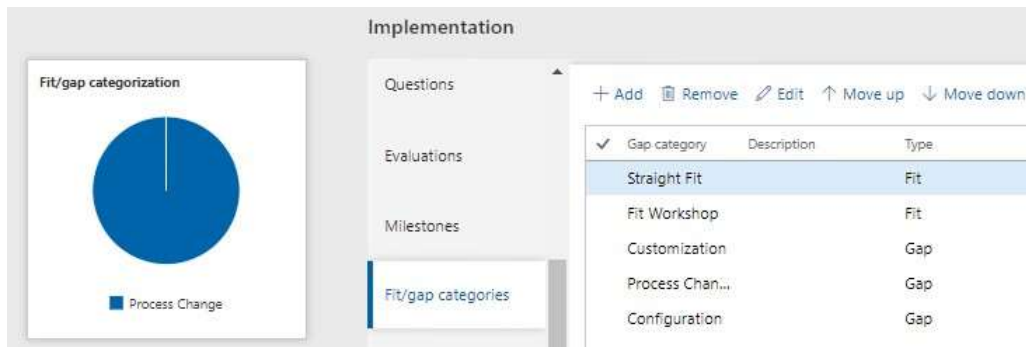 Implementation
Fit/gap categorization
Process Change
Questions
Evaluations
Milestones
Fit/gap categories
Add Remove Edit Move up Move down
Gap category Description Type
Straight Fit Fit
Fit Workshop Fit
Customization Gap
Process Chan... Gap
Configuration Gap